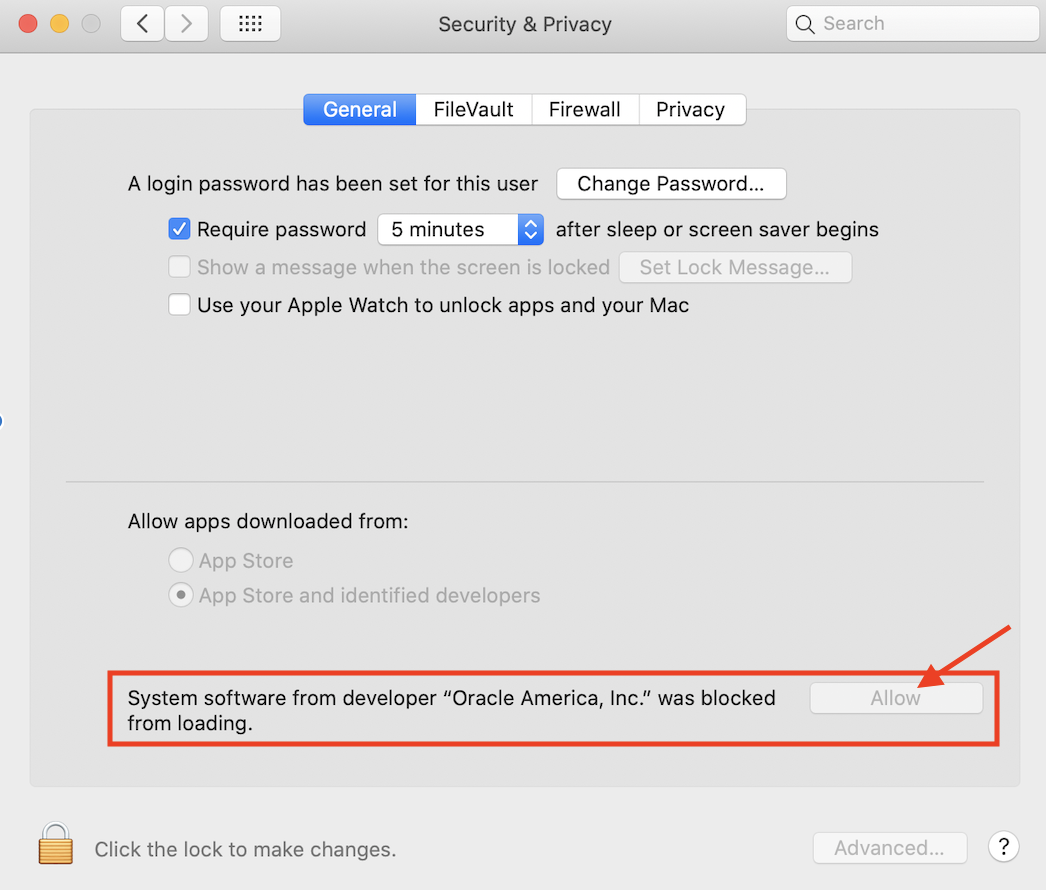 Security & Privacy
Search
General
FileVault
Firewall
Privacy
A login password has been set for this user
Change Password...
Require password
5 minutes
after sleep or screen saver begins
Show a message when the screen is locked
Set Lock Message...
Use your Apple Watch to unlock apps and your Mac
Allow apps downloaded from:
App Store
App Store and identified developers
System software from developer “Oracle America, Inc.” was blocked
from loading.
Allow
Click the lock to make changes.
Advanced...
?